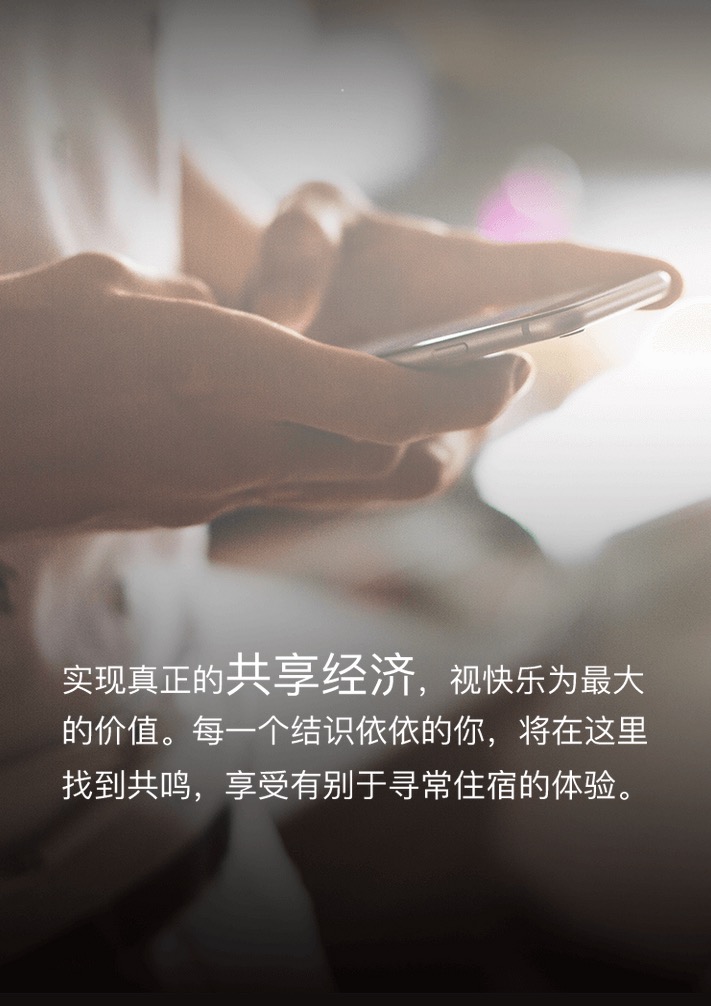 实现真正的共享经济，视快乐为最大
的价值。每一个结识依依的你，将在这里
找到共鸣，享受有别于寻常住宿的体验。